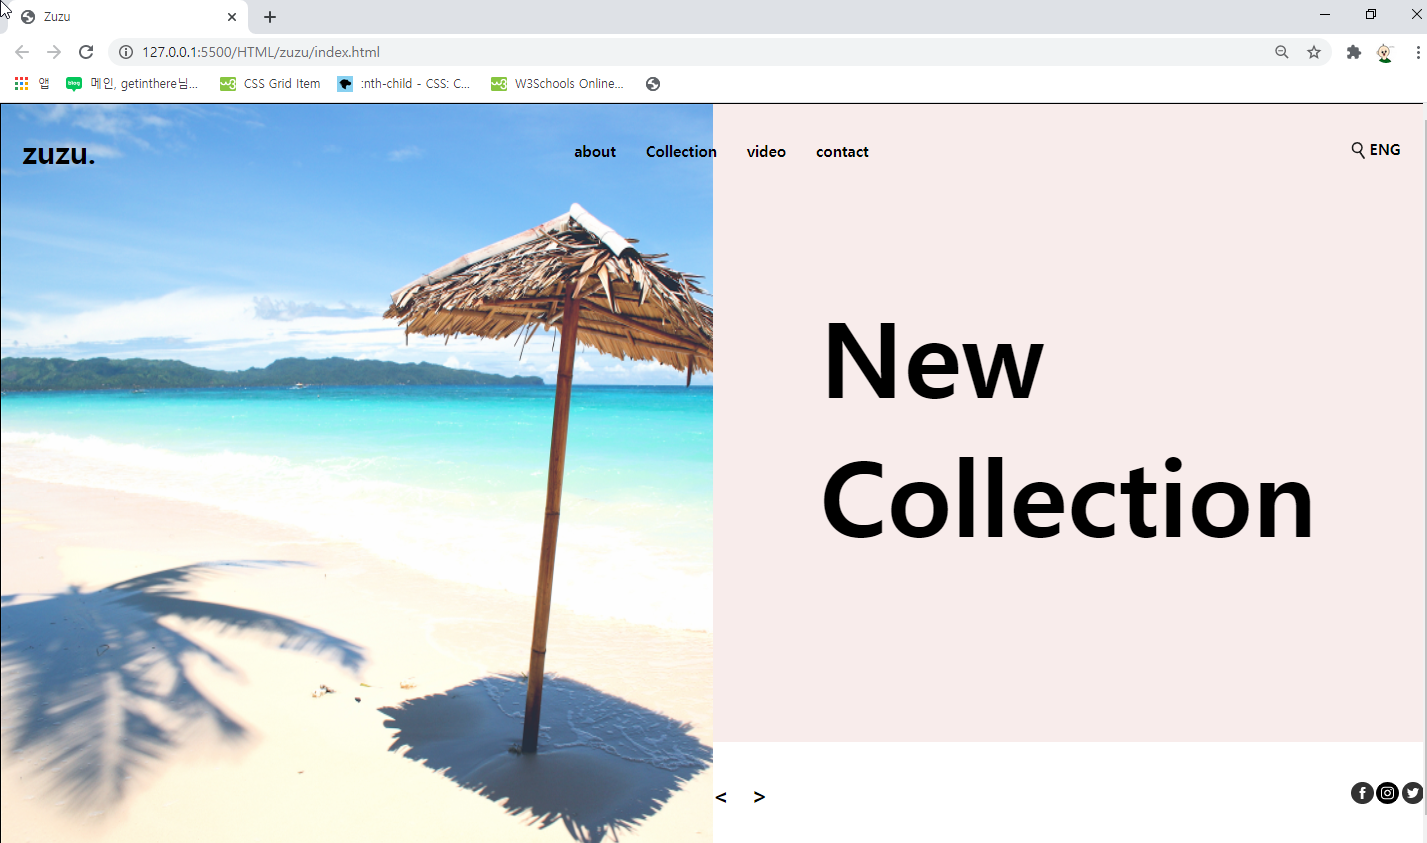 Zuzu
127.0.0.1:5500/HTML/zuzu/index.html
앱 메인, getinthere님... CSS Grid Item :nth-child - CSS: C... W3Schools Online...
zuzu. about Collection video contact ENG
New
Collection
< >